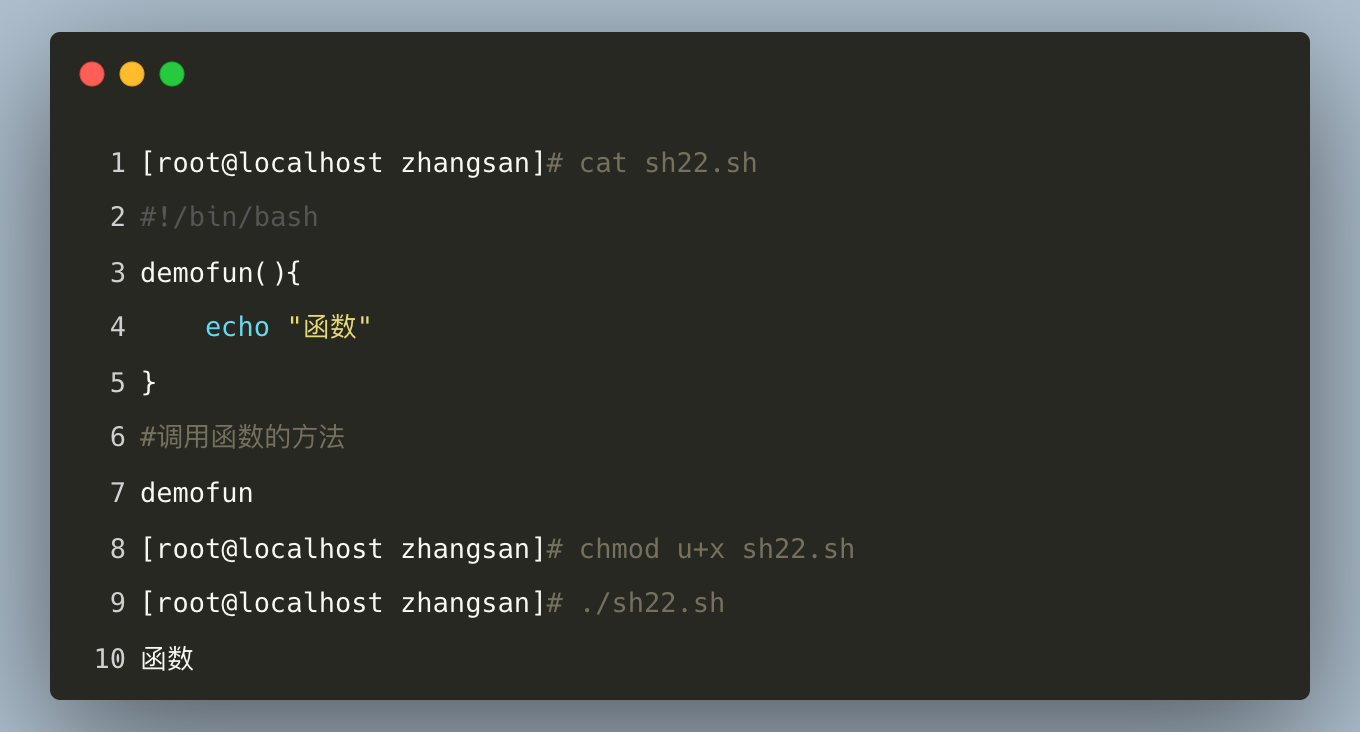 1 [root@localhost zhangsan]# cat sh22.sh
2 #!/bin/bash
3 demofun(){
4     echo "函数"
5 }
6 #调用函数的方法
7 demofun
8 [root@localhost zhangsan]# chmod u+x sh22.sh
9 [root@localhost zhangsan]# ./sh22.sh
10 函数